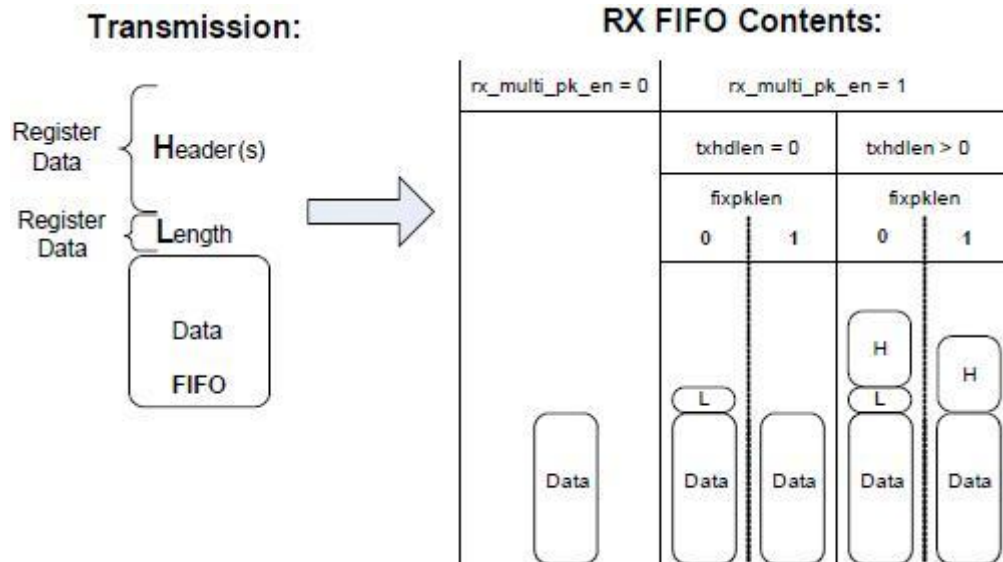 Transmission:
Register
Data
Header(s)
Register
Data
Length
Data
FIFO
RX FIFO Contents:
rx_multi_pk_en = 0
rx_multi_pk_en = 1
txhdlen = 0
txhdlen > 0
fixpklen
fixpklen
0
1
0
1
H
H
L
L
Data
Data
Data
Data
Data